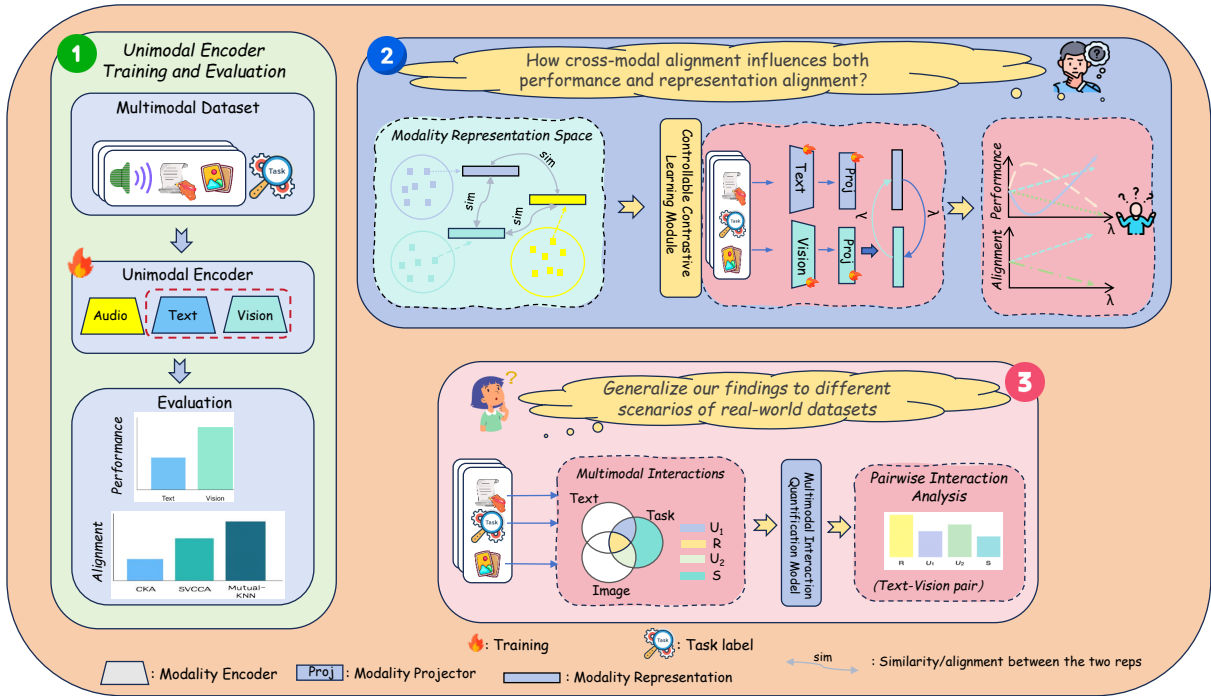 1
Unimodal Encoder
Training and Evaluation
Multimodal Dataset
Task
Unimodal Encoder
Audio
Text
Vision
Evaluation
Performance
Text
Vision
Alignment
CKA
SVCCA
Mutual-
KNN
2
How cross-modal alignment influences both
performance and representation alignment?
?
Modality Representation Space
sim
sim
sim
Controllable Contrastive
Learning Module
Task
Text
Proj
Vision
Proj
λ
λ
Performance
λ
Alignment
λ
? ? ?
3
Generalize our findings to different
scenarios of real-world datasets
?
Task
Multimodal Interactions
Text
Task
Image
U1
R
U2
S
Multimodal Interaction
Quantification Model
Pairwise Interaction
Analysis
R
U1
U2
S
(Text-Vision pair)
: Training
Task
: Task label
: Modality Encoder
Proj
: Modality Projector
: Modality Representation
sim
: Similarity/alignment between the two reps